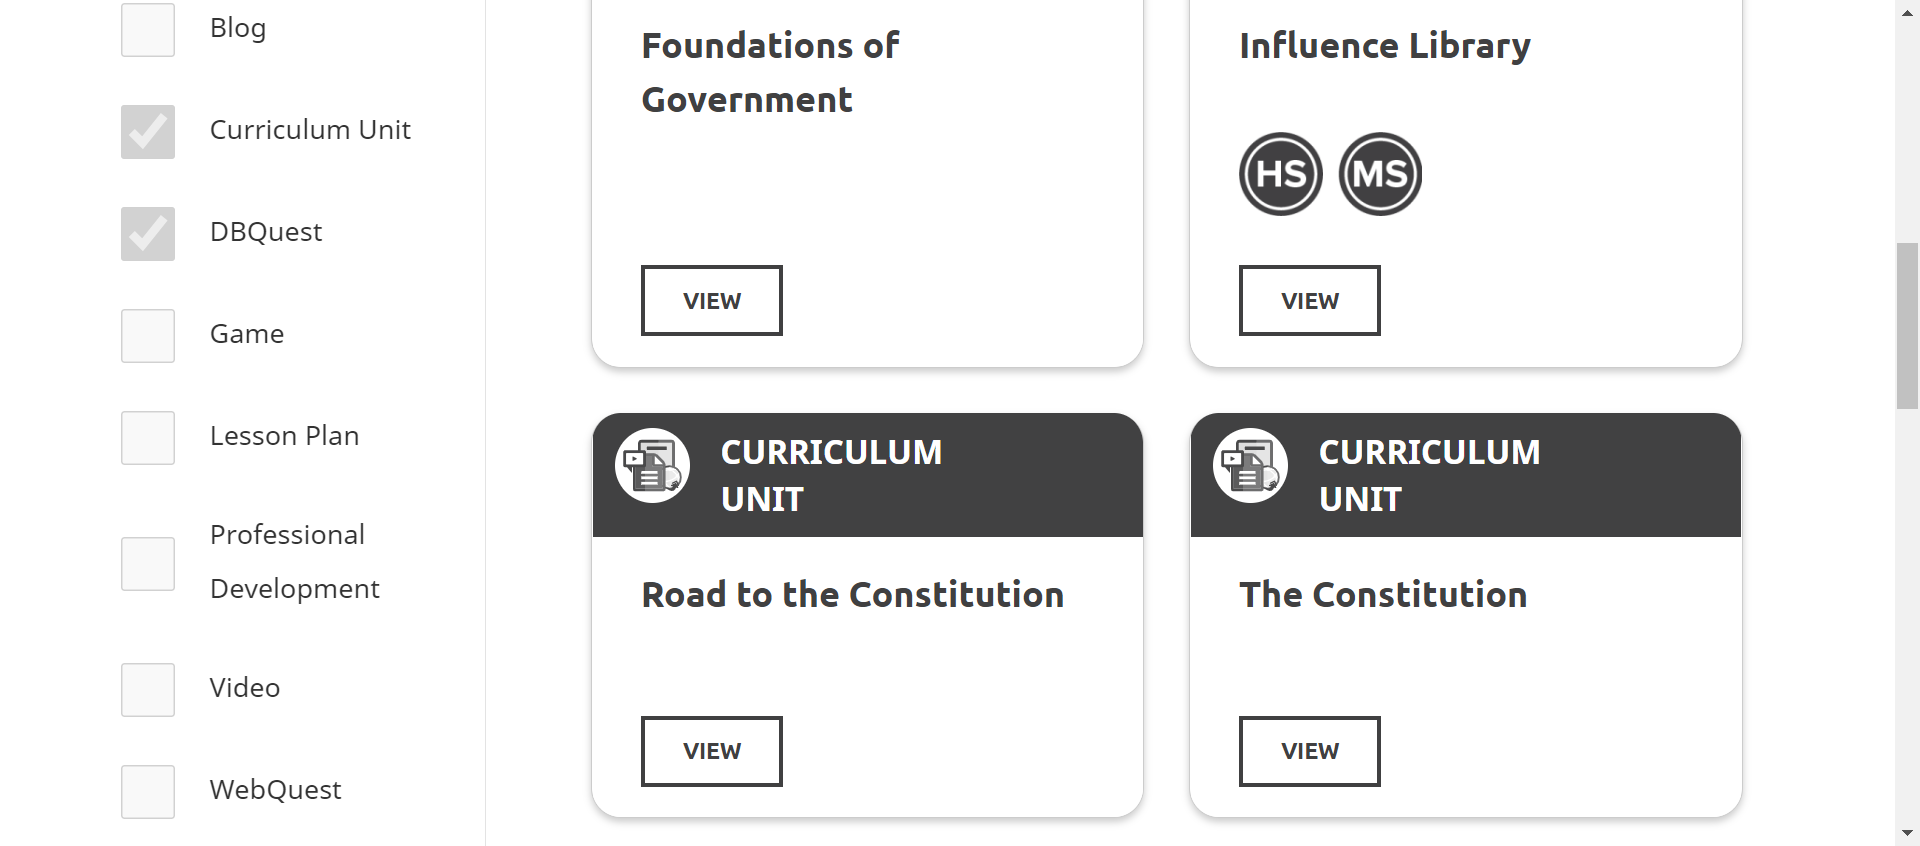 Blog
Curriculum Unit
DBQuest
Game
Lesson Plan
Professional
Development
Video
WebQuest
Foundations of
Government
VIEW
Influence Library
HS MS
VIEW
CURRICULUM
UNIT
Road to the Constitution
VIEW
CURRICULUM
UNIT
The Constitution
VIEW